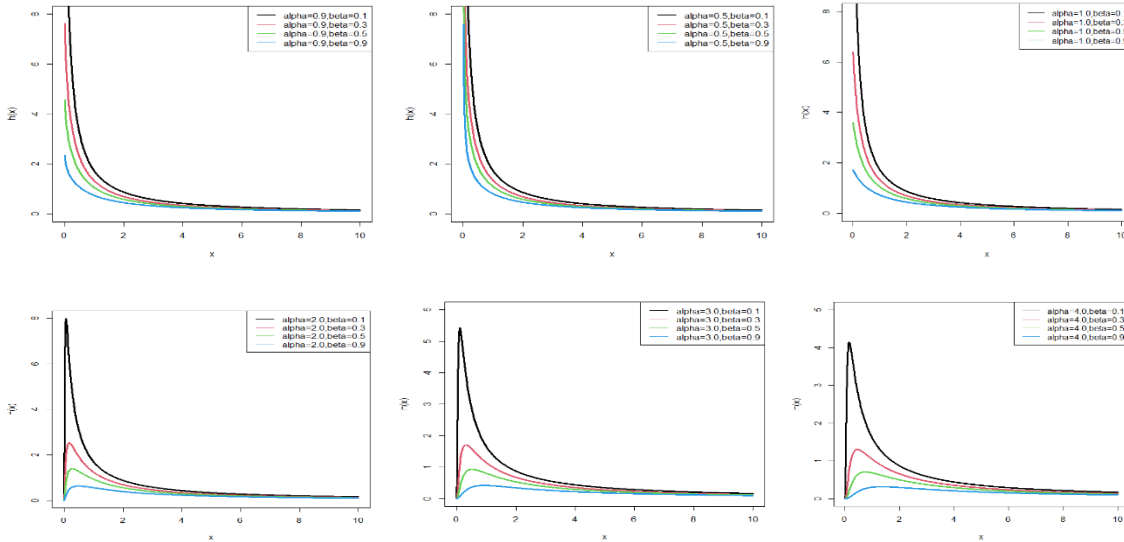 alpha=0.9,beta=0.1
alpha=0.9,beta=0.3
alpha=0.9,beta=0.5
alpha=0.9,beta=0.9
h(x)
0 2 4 6 8
0 2 4 6 8 10
x
alpha=0.5,beta=0.1
alpha=0.5,beta=0.3
alpha=0.5,beta=0.5
alpha=0.5,beta=0.9
h(x)
0 2 4 6 8
0 2 4 6 8 10
x
alpha=1.0,beta=0.1
alpha=1.0,beta=0.3
alpha=1.0,beta=0.5
alpha=1.0,beta=0.9
h(x)
0 2 4 6 8
0 2 4 6 8 10
x
alpha=2.0,beta=0.1
alpha=2.0,beta=0.3
alpha=2.0,beta=0.5
alpha=2.0,beta=0.9
0 2 4 6 8
0 2 4 6 8 10
x
alpha=3.0,beta=0.1
alpha=3.0,beta=0.3
alpha=3.0,beta=0.5
alpha=3.0,beta=0.9
0 1 2 3 4 5 6
0 2 4 6 8 10
x
alpha=4.0,beta=0.1
alpha=4.0,beta=0.3
alpha=4.0,beta=0.5
alpha=4.0,beta=0.9
0 1 2 3 4 5
0 2 4 6 8 10
x